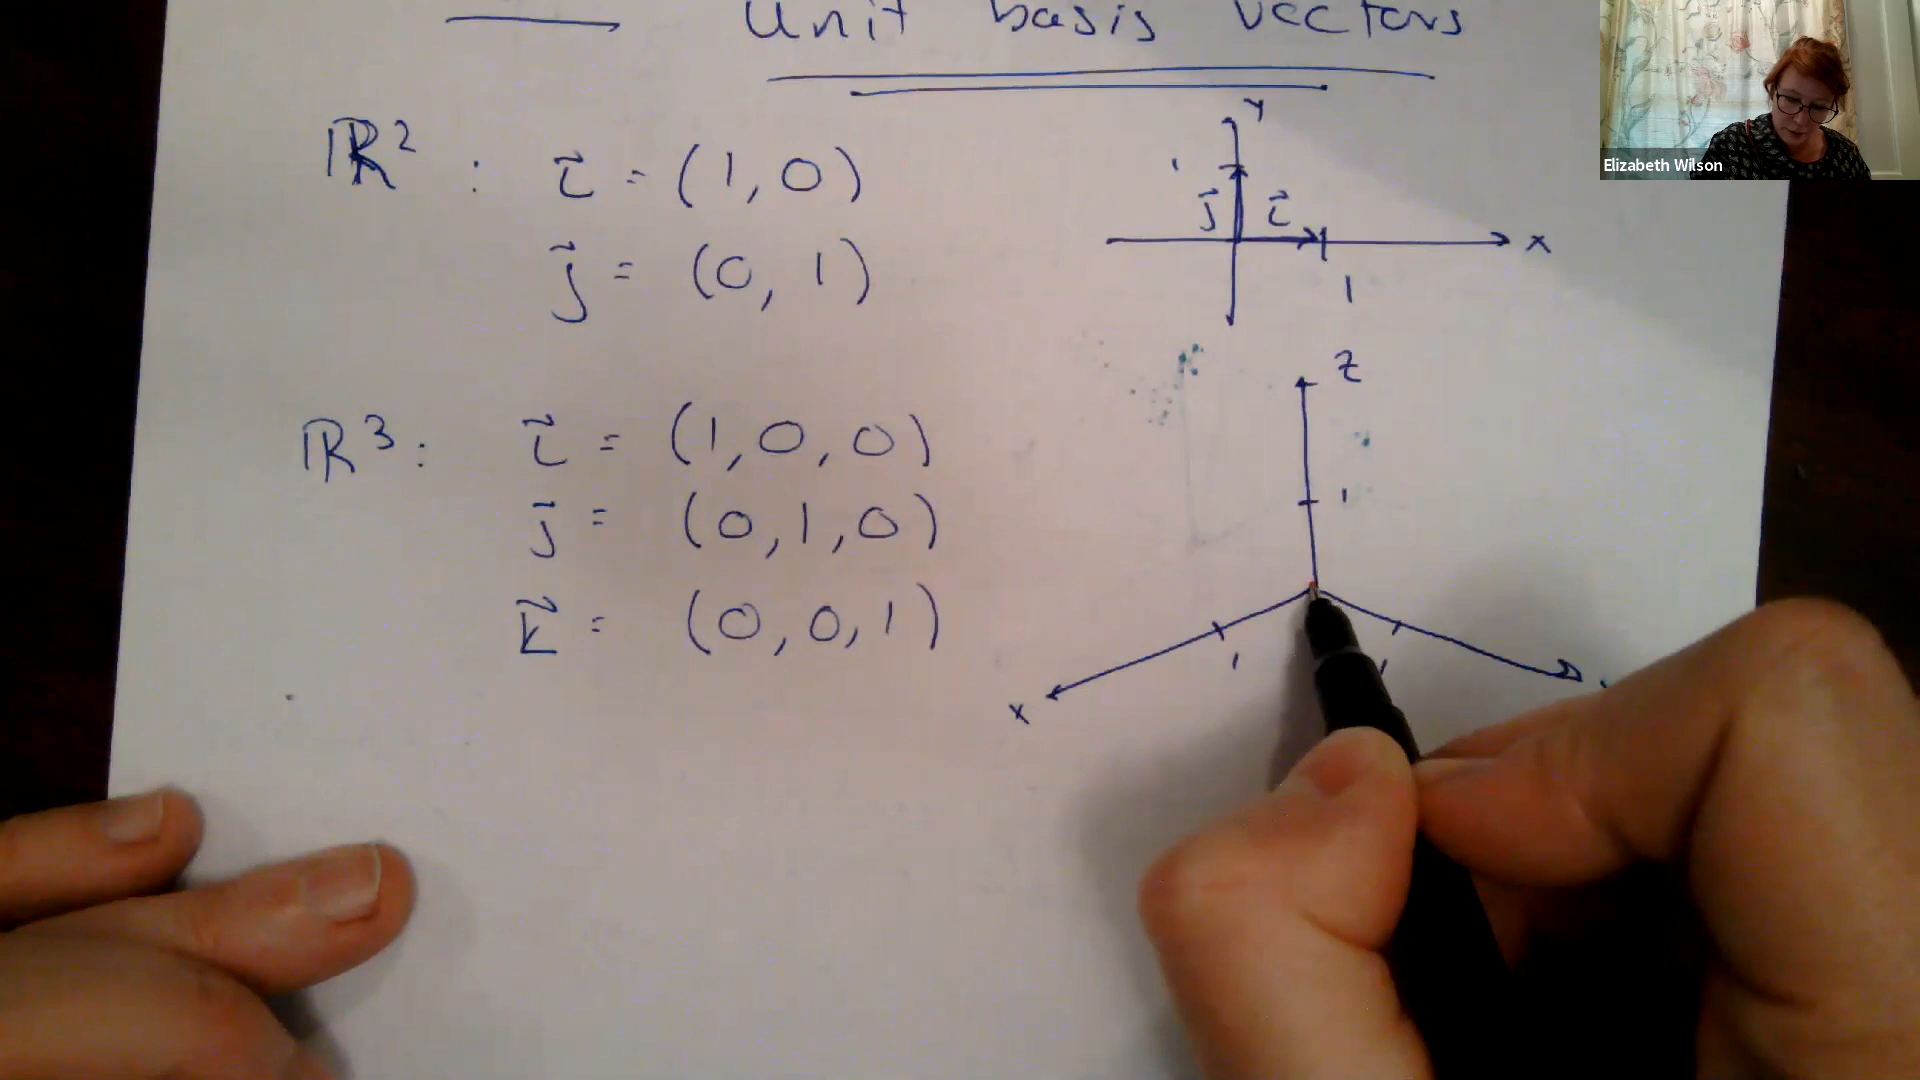 Unit basis vectors
Elizabeth Wilson
ℝ² : i⃗ = (1, 0)
j⃗ = (0, 1)
y
1
j⃗ i⃗
x
1
ℝ³ : i⃗ = (1, 0, 0)
j⃗ = (0, 1, 0)
k⃗ = (0, 0, 1)
z
1
1
1
x